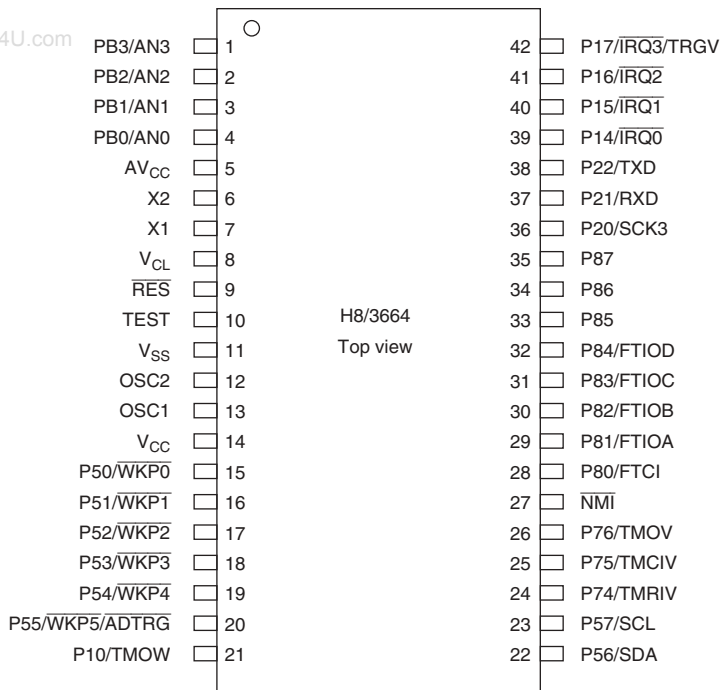 4U.com
PB3/AN3 1 42 P17/IRQ3/TRGV
PB2/AN2 2 41 P16/IRQ2
PB1/AN1 3 40 P15/IRQ1
PB0/AN0 4 39 P14/IRQ0
AVCC 5 38 P22/TXD
X2 6 37 P21/RXD
X1 7 36 P20/SCK3
VCL 8 35 P87
RES 9 34 P86
TEST 10 H8/3664 33 P85
VSS 11 Top view 32 P84/FTIOD
OSC2 12 31 P83/FTIOC
OSC1 13 30 P82/FTIOB
VCC 14 29 P81/FTIOA
P50/WKP0 15 28 P80/FTCI
P51/WKP1 16 27 NMI
P52/WKP2 17 26 P76/TMOV
P53/WKP3 18 25 P75/TMCIV
P54/WKP4 19 24 P74/TMRIV
P55/WKP5/ADTRG 20 23 P57/SCL
P10/TMOW 21 22 P56/SDA